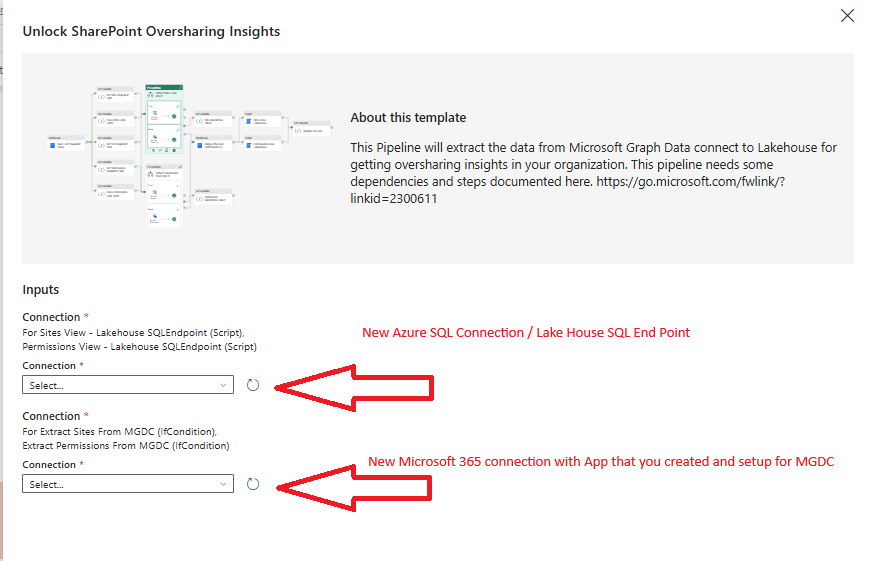 Unlock SharePoint Oversharing Insights
About this template
This Pipeline will extract the data from Microsoft Graph Data connect to Lakehouse for
getting oversharing insights in your organization. This pipeline needs some
dependencies and steps documented here. https://go.microsoft.com/fwlink/?
linkid=2300611
Inputs
Connection *
For Sites View - Lakehouse SQLEndpoint (Script),
Permissions View - Lakehouse SQLEndpoint (Script)
New Azure SQL Connection / Lake House SQL End Point
Connection *
Select...
Connection *
For Extract Sites From MGDC (IfCondition),
Extract Permissions From MGDC (IfCondition)
New Microsoft 365 connection with App that you created and setup for MGDC
Connection *
Select...